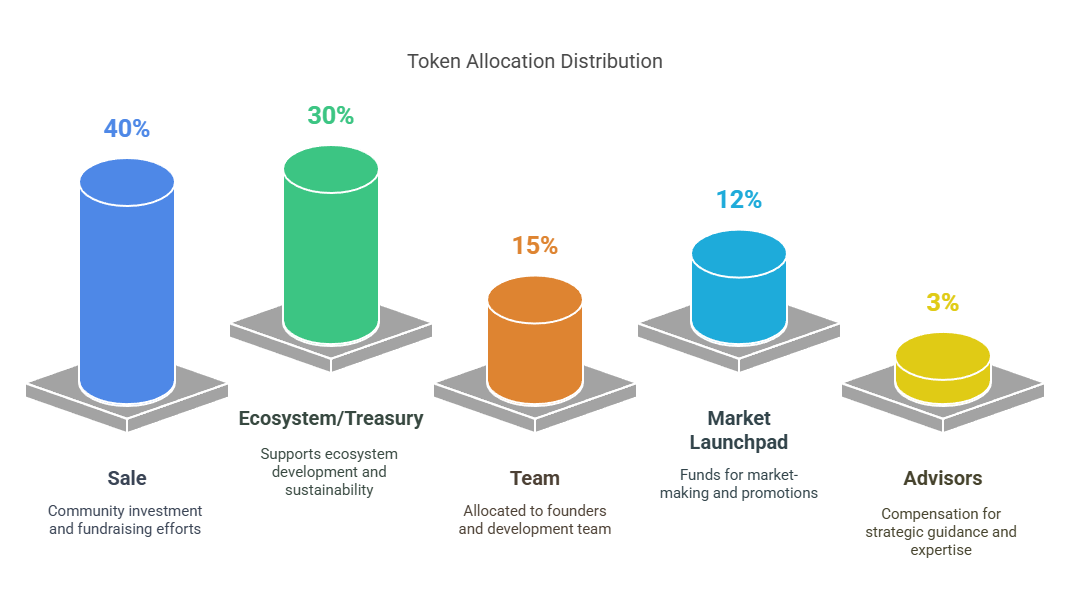 Token Allocation Distribution
40%
Sale
Community investment
and fundraising efforts
30%
Ecosystem/Treasury
Supports ecosystem
development and
sustainability
15%
Team
Allocated to founders
and development team
12%
Market
Launchpad
Funds for market-
making and promotions
3%
Advisors
Compensation for
strategic guidance and
expertise